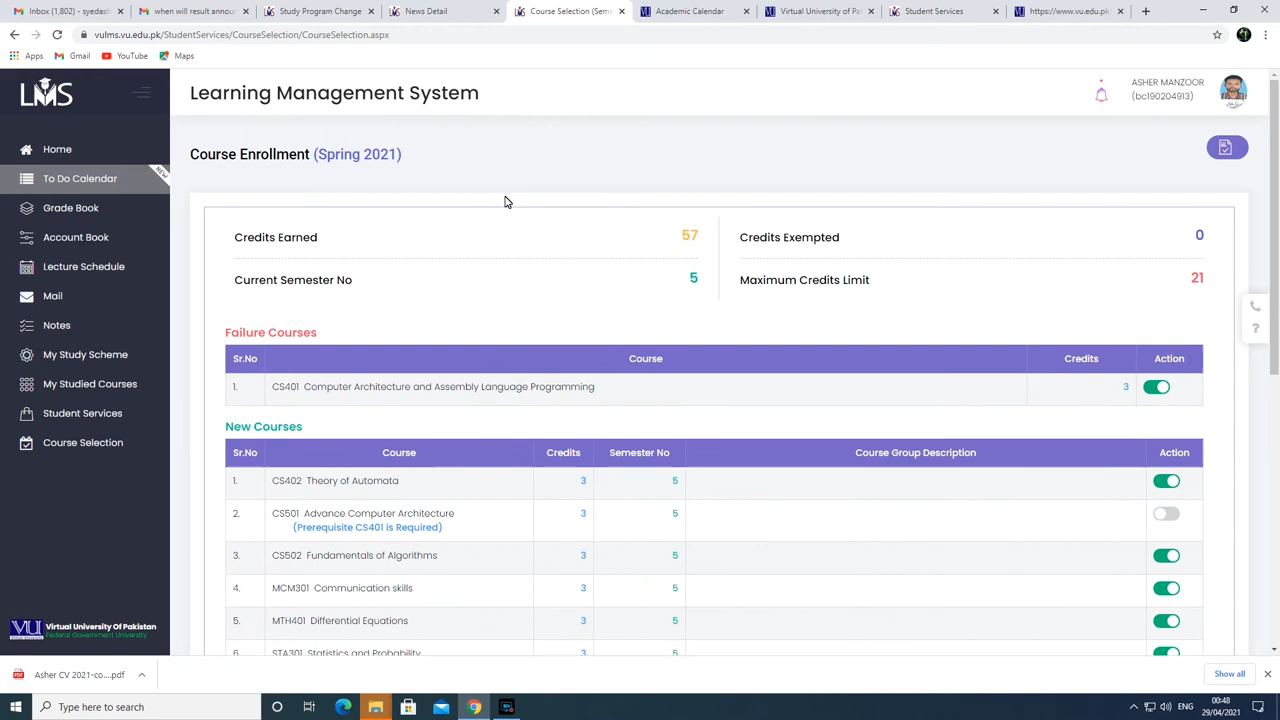 Inbox (1,802) - syedash
when will result annou
Study Program Change
News Detail
Course Selection (Sem
Academic Calendar
Virtual University of Pak
Student Services
https://www.vu.edu.pk
vulms.vu.edu.pk/StudentServices/CourseSelection/CourseSelection.aspx
Apps
Gmail
YouTube
Maps
LMS
Learning Management System
ASHER MANZOOR
(bc190204913)
Home
To Do Calendar
NEW
Grade Book
Account Book
Lecture Schedule
Mail
Notes
My Study Scheme
My Studied Courses
Student Services
Course Selection
VU
Virtual University Of Pakistan
Federal Government University
Course Enrollment (Spring 2021)
Credits Earned 57
Credits Exempted 0
Current Semester No 5
Maximum Credits Limit 21
Failure Courses
Sr.No Course Credits Action
1. CS401 Computer Architecture and Assembly Language Programming 3
New Courses
Sr.No Course Credits Semester No Course Group Description Action
1. CS402 Theory of Automata 3 5
2. CS501 Advance Computer Architecture 3 5
(Prerequisite CS401 is Required)
3. CS502 Fundamentals of Algorithms 3 5
4. MCM301 Communication skills 3 5
5. MTH401 Differential Equations 3 5
6. STA301 Statistics and Probability 3 5
?
Asher CV 2021-co....pdf
Show all
Type here to search
ENG
00:48
29/04/2021